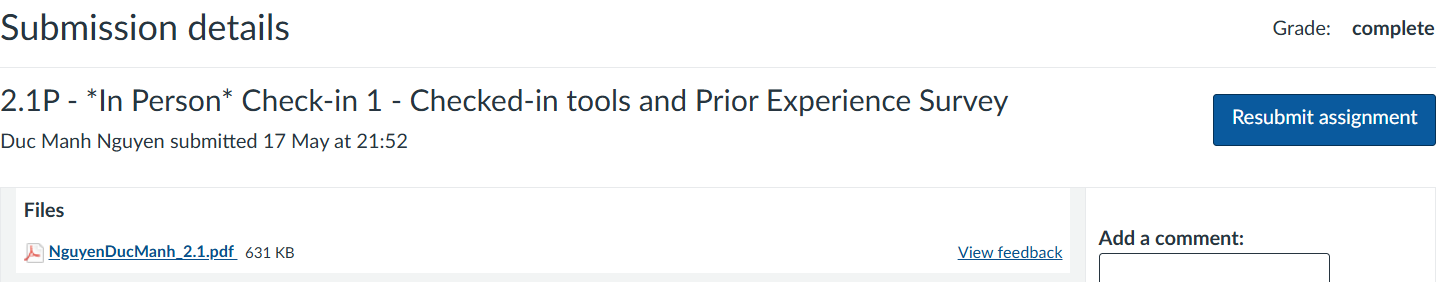 Submission details
Grade: complete
2.1P - *In Person* Check-in 1 - Checked-in tools and Prior Experience Survey
Resubmit assignment
Duc Manh Nguyen submitted 17 May at 21:52
Files
NguyenDucManh_2.1.pdf 631 KB
View feedback
Add a comment: